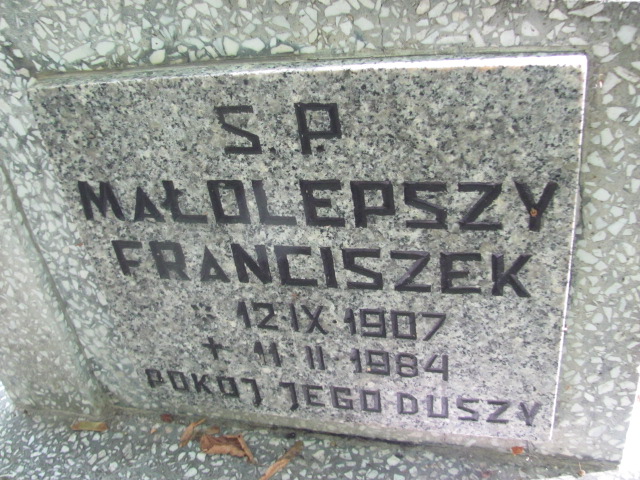 S. P.
MAŁOLEPSZY
FRANCISZEK
12 IX 1907
+ 11 II 1984
POKOJ JEGO DUSZY